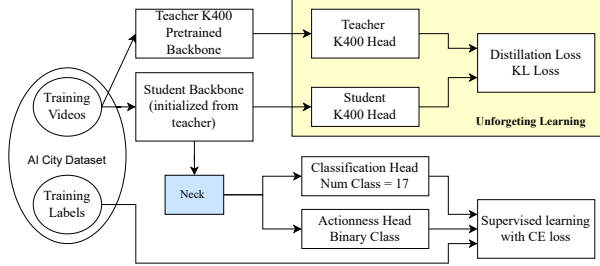 Teacher K400
Pretrained
Backbone
Teacher
K400 Head
Distillation Loss
KL Loss
Training
Videos
Student Backbone
(initialized from
teacher)
Student
K400 Head
Unforgeting Learning
AI City Dataset
Neck
Classification Head
Num Class = 17
Training
Labels
Actionness Head
Binary Class
Supervised learning
with CE loss